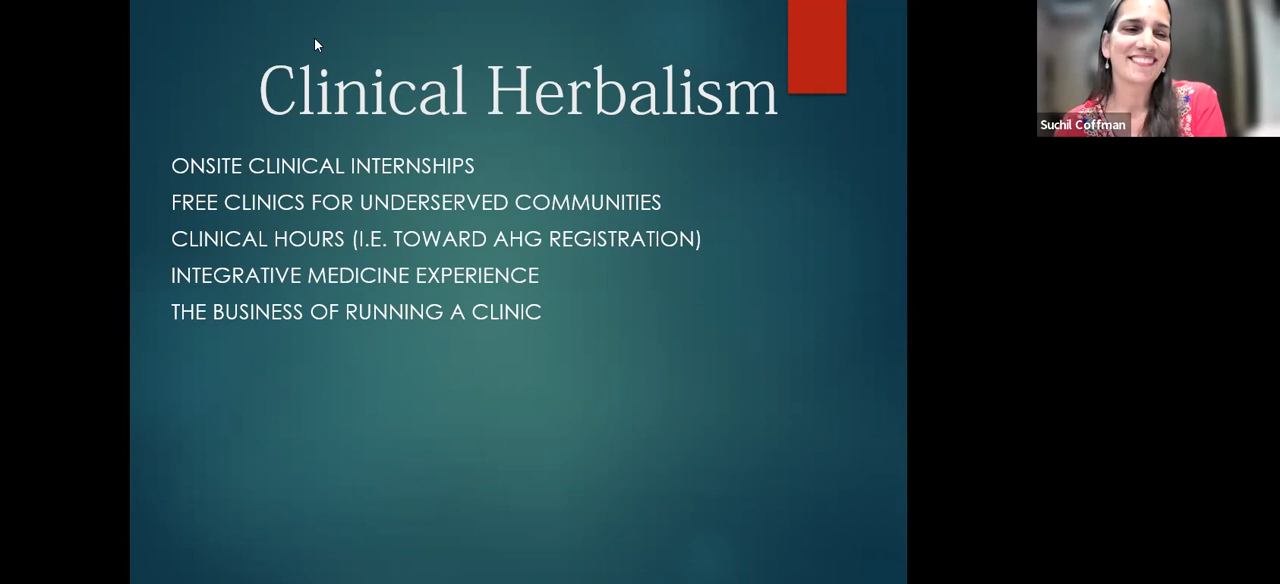 Clinical Herbalism
ONSITE CLINICAL INTERNSHIPS
FREE CLINICS FOR UNDERSERVED COMMUNITIES
CLINICAL HOURS (I.E. TOWARD AHG REGISTRATION)
INTEGRATIVE MEDICINE EXPERIENCE
THE BUSINESS OF RUNNING A CLINIC
Suchil Coffman